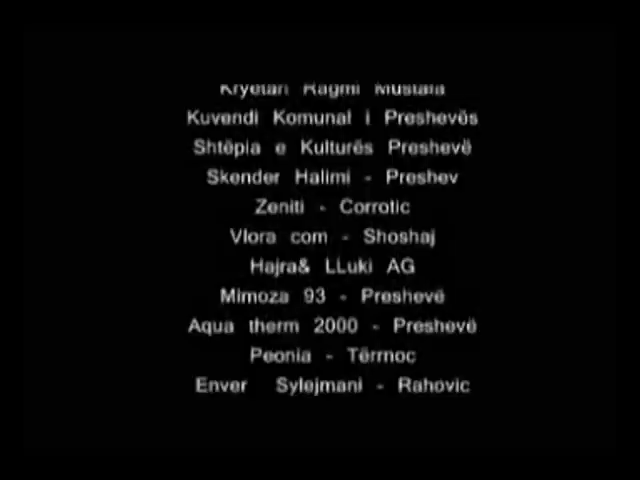 Kryetari Ragmi Mustafa
Kuvendi Komunal i Preshevës
Shtëpia e Kulturës Preshevë
Skender Halimi - Preshev
Zeniti - Corrotic
Vlora com - Shoshaj
Hajra& LLuki AG
Mimoza 93 - Preshevë
Aqua therm 2000 - Preshevë
Peonia - Tërrnoc
Enver Sylejmani - Rahovic